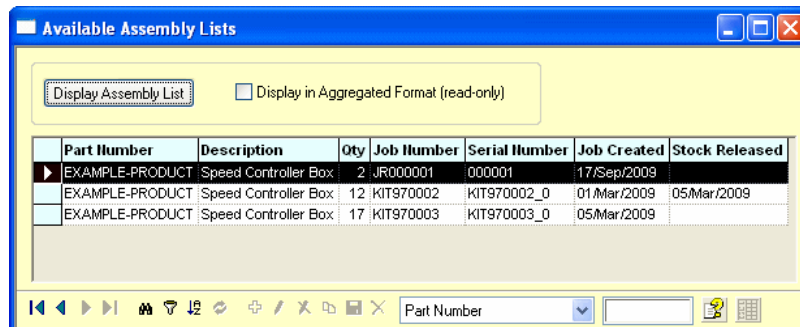 Available Assembly Lists
Display Assembly List Display in Aggregated Format (read-only)
Part Number Description Qty Job Number Serial Number Job Created Stock Released
EXAMPLE-PRODUCT Speed Controller Box 2 JR000001 000001 17/Sep/2009
EXAMPLE-PRODUCT Speed Controller Box 12 KIT970002 KIT970002_0 01/Mar/2009 05/Mar/2009
EXAMPLE-PRODUCT Speed Controller Box 17 KIT970003 KIT970003_0 05/Mar/2009
Part Number